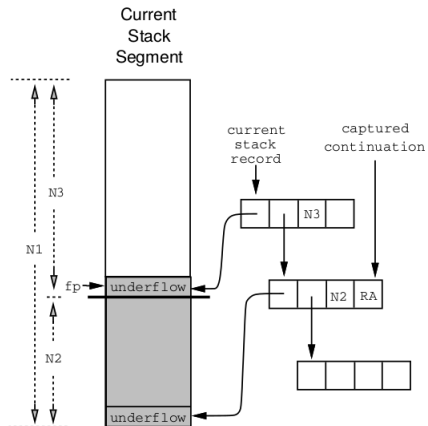 Current
Stack
Segment
current
stack
record
captured
continuation
N3
N3
N1
fp
underflow
N2 RA
N2
underflow